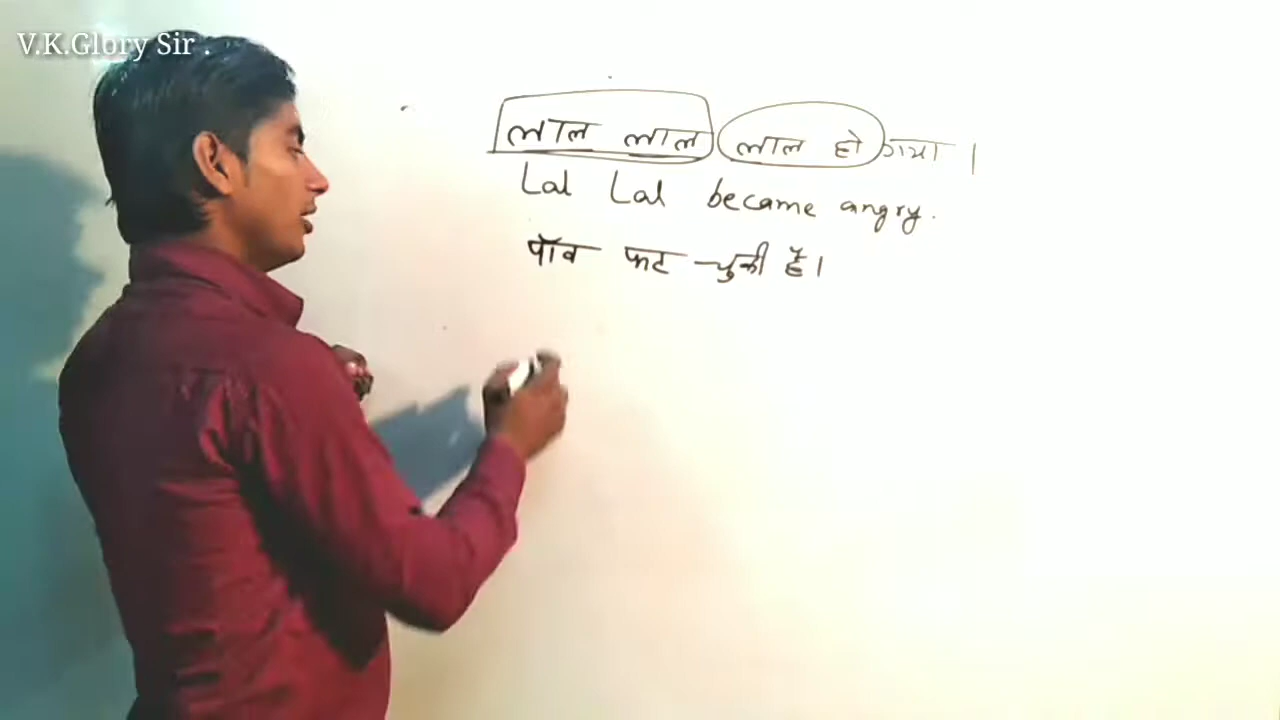 V.K.Glory Sir .
लाल लाल लाल हो गया ।
Lal Lal became angry.
पॉव फट चुकी है।